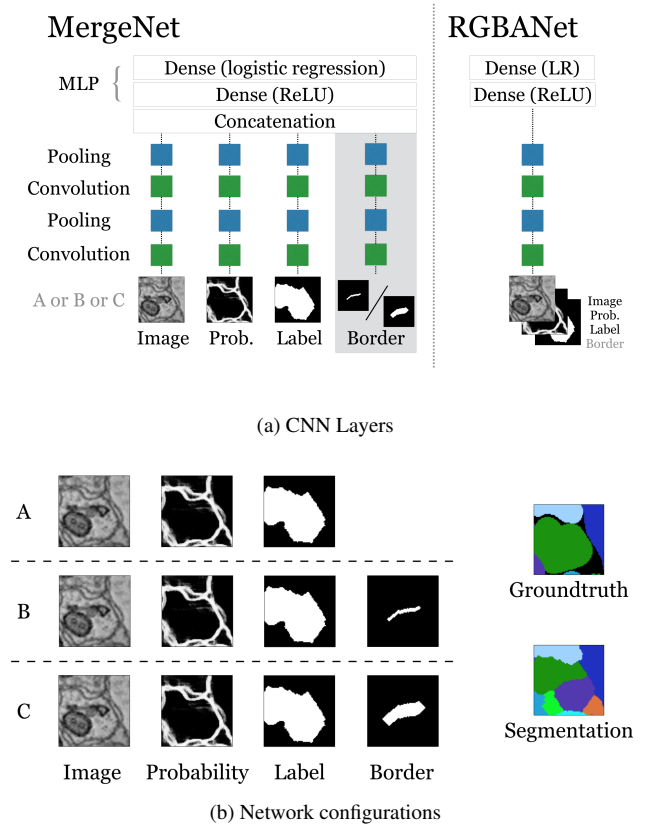 MergeNet
RGBANet
MLP
Dense (logistic regression)
Dense (ReLU)
Concatenation
Dense (LR)
Dense (ReLU)
Pooling
Convolution
Pooling
Convolution
A or B or C
Image
Prob.
Label
Border
Image
Prob.
Label
Border
(a) CNN Layers
A
B
C
Image
Probability
Label
Border
Groundtruth
Segmentation
(b) Network configurations